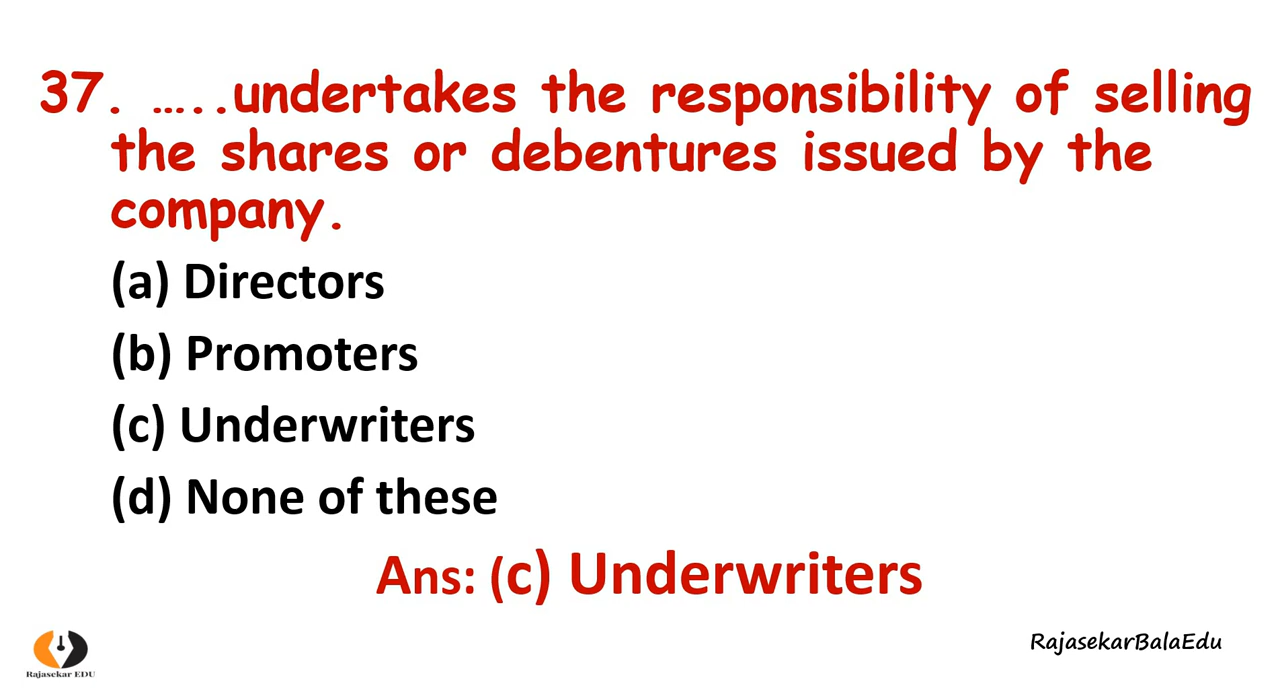 37. …..undertakes the responsibility of selling
the shares or debentures issued by the
company.
(a) Directors
(b) Promoters
(c) Underwriters
(d) None of these
Ans: (c) Underwriters
RajasekarBalaEdu
Rajasekar EDU